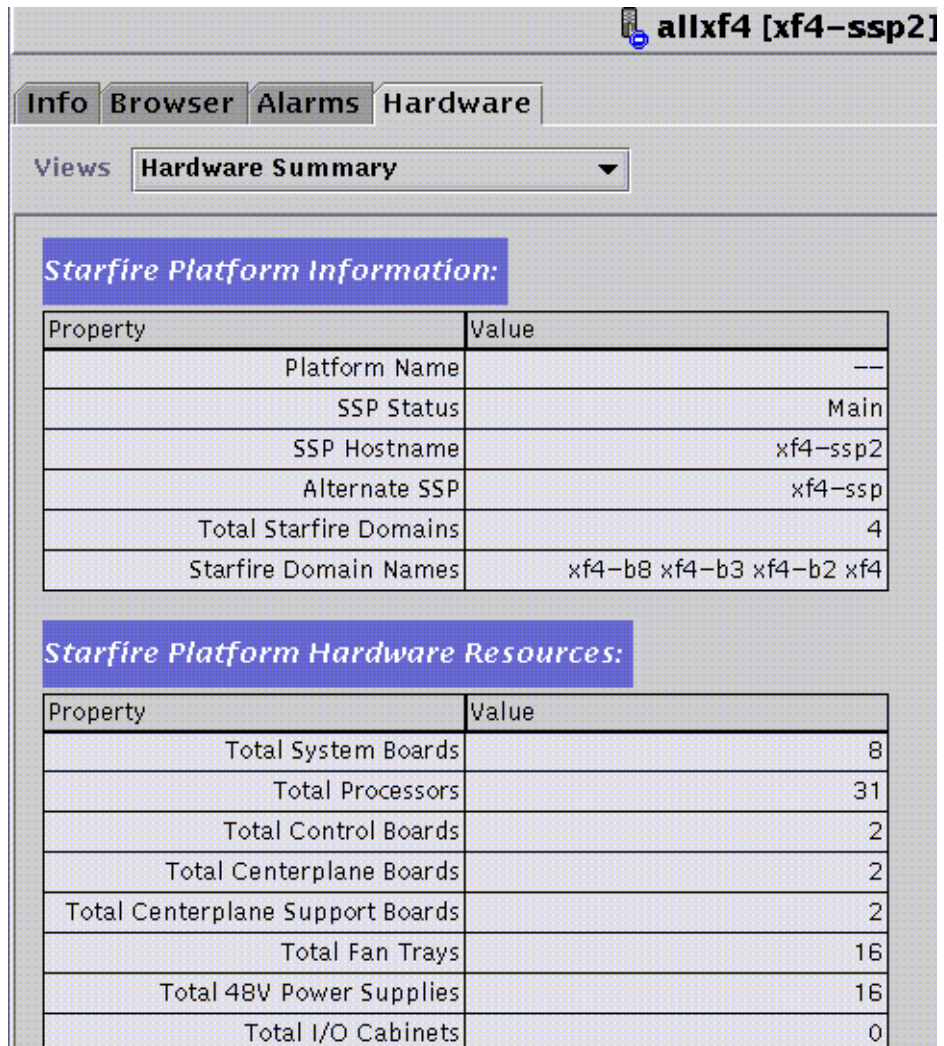 allxf4 [xf4-ssp2]
Info Browser Alarms Hardware
Views Hardware Summary
Starfire Platform Information:
Property Value
Platform Name --
SSP Status Main
SSP Hostname xf4-ssp2
Alternate SSP xf4-ssp
Total Starfire Domains 4
Starfire Domain Names xf4-b8 xf4-b3 xf4-b2 xf4
Starfire Platform Hardware Resources:
Property Value
Total System Boards 8
Total Processors 31
Total Control Boards 2
Total Centerplane Boards 2
Total Centerplane Support Boards 2
Total Fan Trays 16
Total 48V Power Supplies 16
Total I/O Cabinets 0